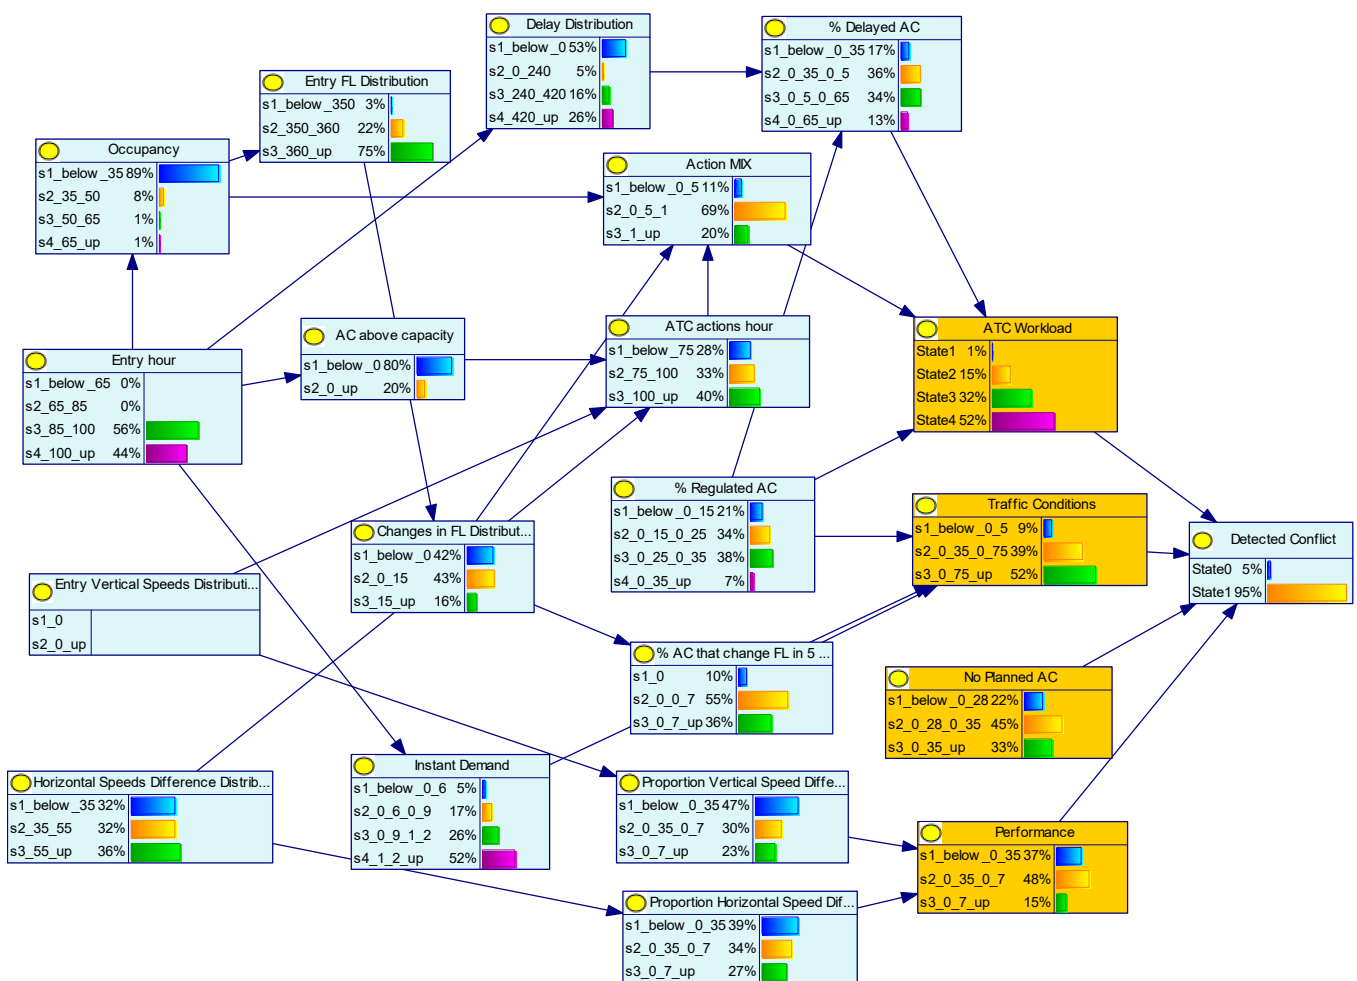 Delay Distribution
s1_below_0 53%
s2_0_240 5%
s3_240_420 16%
s4_420_up 26%
% Delayed AC
s1_below_0_35 17%
s2_0_35_0_5 36%
s3_0_5_0_65 34%
s4_0_65_up 13%
Entry FL Distribution
s1_below_350 3%
s2_350_360 22%
s3_360_up 75%
Occupancy
s1_below_35 89%
s2_35_50 8%
s3_50_65 1%
s4_65_up 1%
Action MIX
s1_below_0_5 11%
s2_0_5_1 69%
s3_1_up 20%
Entry hour
s1_below_65 0%
s2_65_85 0%
s3_85_100 56%
s4_100_up 44%
AC above capacity
s1_below_0 80%
s2_0_up 20%
ATC actions hour
s1_below_75 28%
s2_75_100 33%
s3_100_up 40%
ATC Workload
State1 1%
State2 15%
State3 32%
State4 52%
% Regulated AC
s1_below_0_15 21%
s2_0_15_0_25 34%
s3_0_25_0_35 38%
s4_0_35_up 7%
Traffic Conditions
s1_below_0_5 9%
s2_0_35_0_75 39%
s3_0_75_up 52%
Changes in FL Distribut...
s1_below_0 42%
s2_0_15 43%
s3_15_up 16%
Detected Conflict
State0 5%
State1 95%
Entry Vertical Speeds Distributi...
s1_0
s2_0_up
% AC that change FL in 5 ...
s1_0 10%
s2_0_0_7 55%
s3_0_7_up 36%
No Planned AC
s1_below_0_28 22%
s2_0_28_0_35 45%
s3_0_35_up 33%
Horizontal Speeds Difference Distrib...
s1_below_35 32%
s2_35_55 32%
s3_55_up 36%
Instant Demand
s1_below_0_6 5%
s2_0_6_0_9 17%
s3_0_9_1_2 26%
s4_1_2_up 52%
Proportion Vertical Speed Diffe...
s1_below_0_35 47%
s2_0_35_0_7 30%
s3_0_7_up 23%
Performance
s1_below_0_35 37%
s2_0_35_0_7 48%
s3_0_7_up 15%
Proportion Horizontal Speed Dif...
s1_below_0_35 39%
s2_0_35_0_7 34%
s3_0_7_up 27%